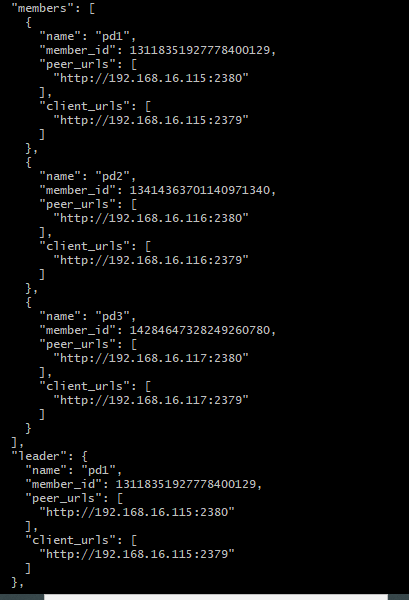 "members": [
{
"name": "pd1",
"member_id": 13118351927778400129,
"peer_urls": [
"http://192.168.16.115:2380"
],
"client_urls": [
"http://192.168.16.115:2379"
]
},
{
"name": "pd2",
"member_id": 13414363701140971340,
"peer_urls": [
"http://192.168.16.116:2380"
],
"client_urls": [
"http://192.168.16.116:2379"
]
},
{
"name": "pd3",
"member_id": 14284647328249260780,
"peer_urls": [
"http://192.168.16.117:2380"
],
"client_urls": [
"http://192.168.16.117:2379"
]
}
],
"leader": {
"name": "pd1",
"member_id": 13118351927778400129,
"peer_urls": [
"http://192.168.16.115:2380"
],
"client_urls": [
"http://192.168.16.115:2379"
]
},